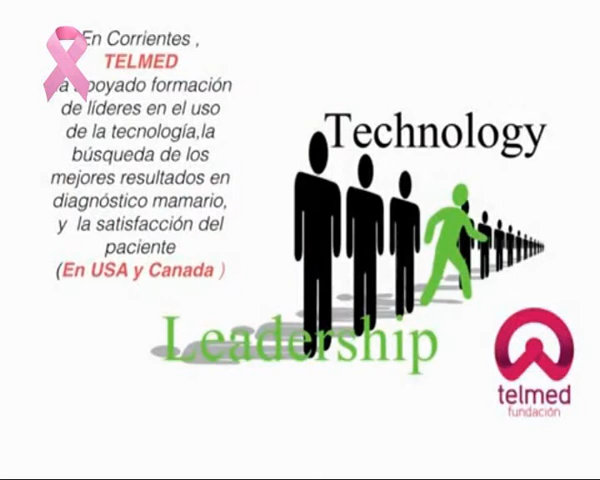 En Corrientes ,
TELMED
ha apoyado formación
de líderes en el uso
de la tecnología,la
búsqueda de los
mejores resultados en
diagnóstico mamario,
y la satisfacción del
paciente
(En USA y Canada )
Technology
Leadership
telmed
fundación